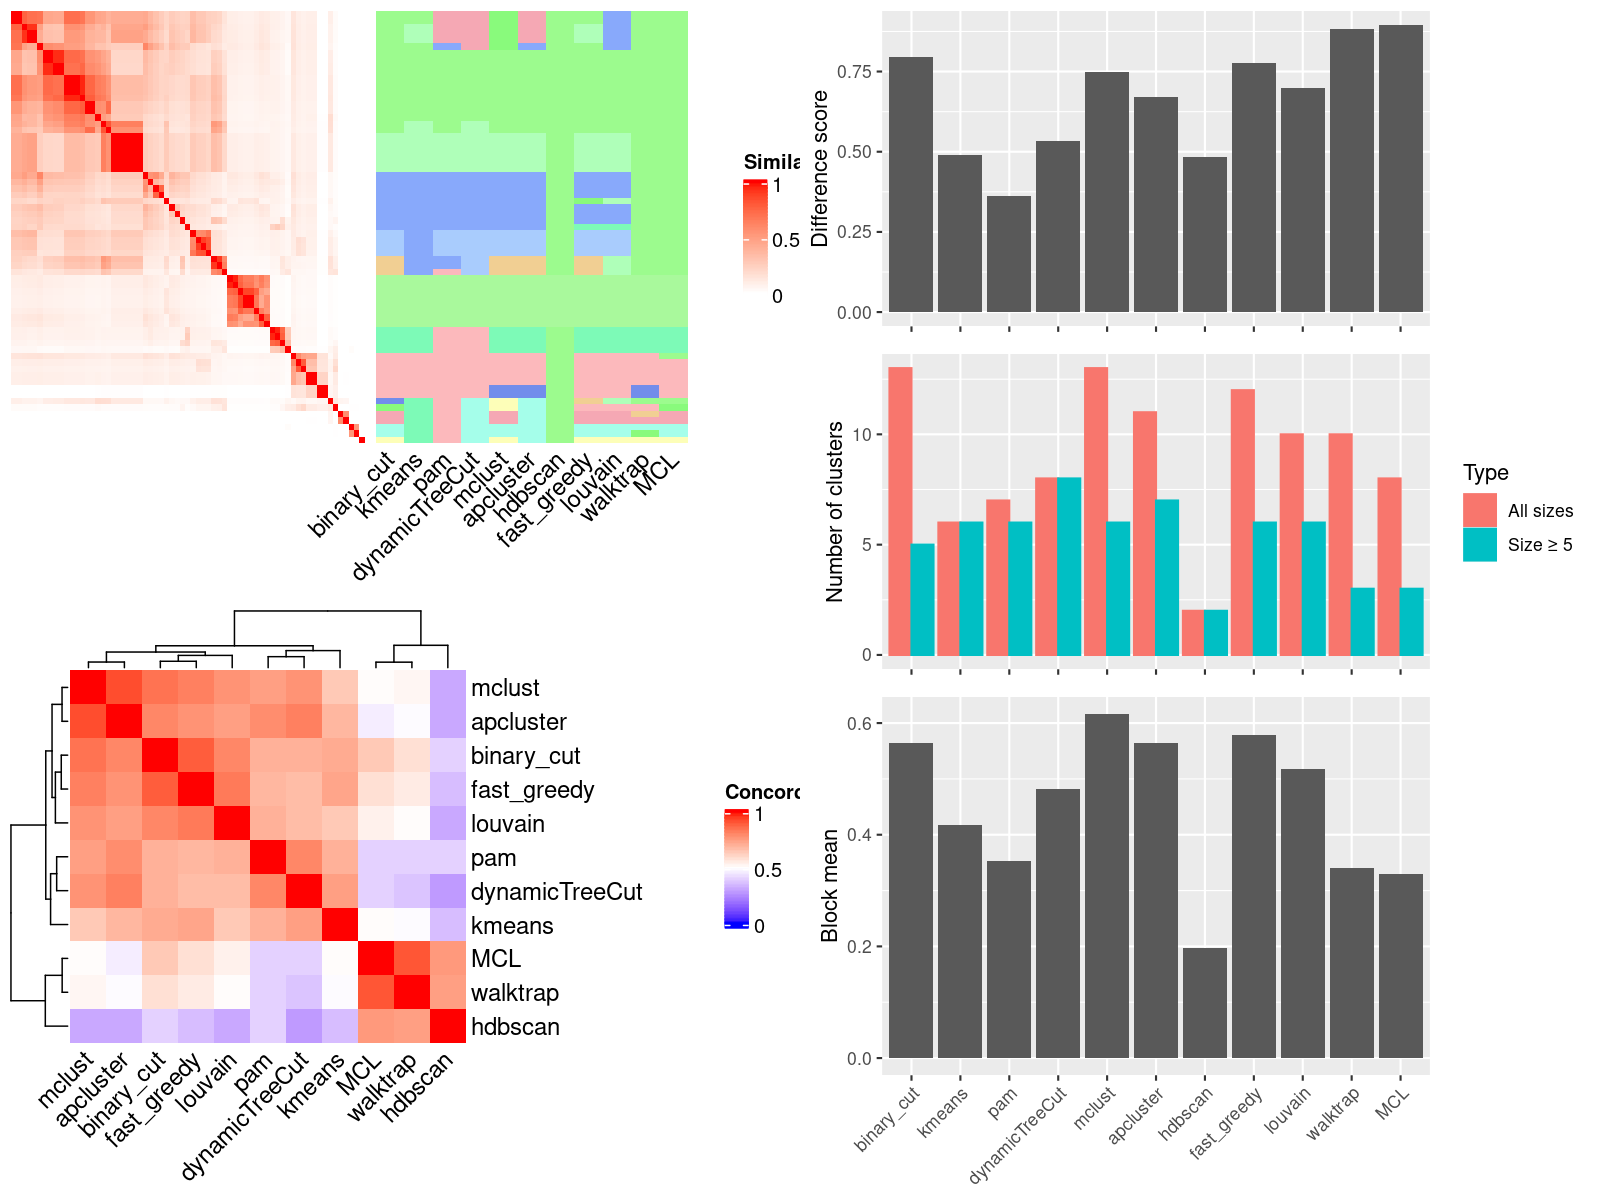 Simila
1
0.5
0
binary_cut
kmeans
pam
dynamicTreeCut
mclust
apcluster
hdbscan
fast_greedy
louvain
walktrap
MCL
Difference score
0.75
0.50
0.25
0.00
Number of clusters
10
5
0
Type
All sizes
Size ≥ 5
mclust
apcluster
binary_cut
fast_greedy
louvain
pam
dynamicTreeCut
kmeans
MCL
walktrap
hdbscan
mclust
apcluster
binary_cut
fast_greedy
louvain
pam
dynamicTreeCut
kmeans
MCL
walktrap
hdbscan
Concord
1
0.5
0
Block mean
0.6
0.4
0.2
0.0
binary_cut
kmeans
pam
dynamicTreeCut
mclust
apcluster
hdbscan
fast_greedy
louvain
walktrap
MCL